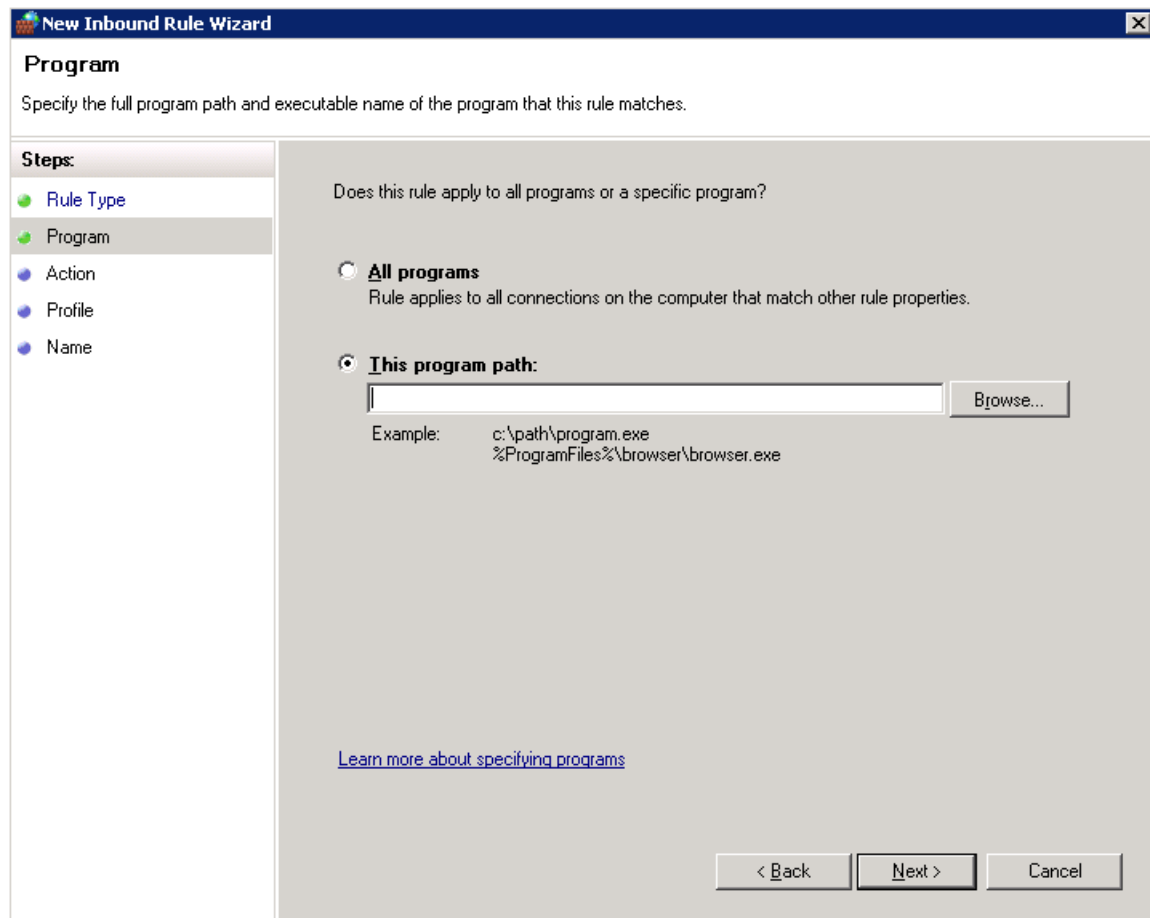 New Inbound Rule Wizard
Program
Specify the full program path and executable name of the program that this rule matches.
Steps:
Rule Type
Program
Action
Profile
Name
Does this rule apply to all programs or a specific program?
All programs
Rule applies to all connections on the computer that match other rule properties.
This program path:
Browse...
Example: c:\path\program.exe
%ProgramFiles%\browser\browser.exe
Learn more about specifying programs
< Back Next > Cancel